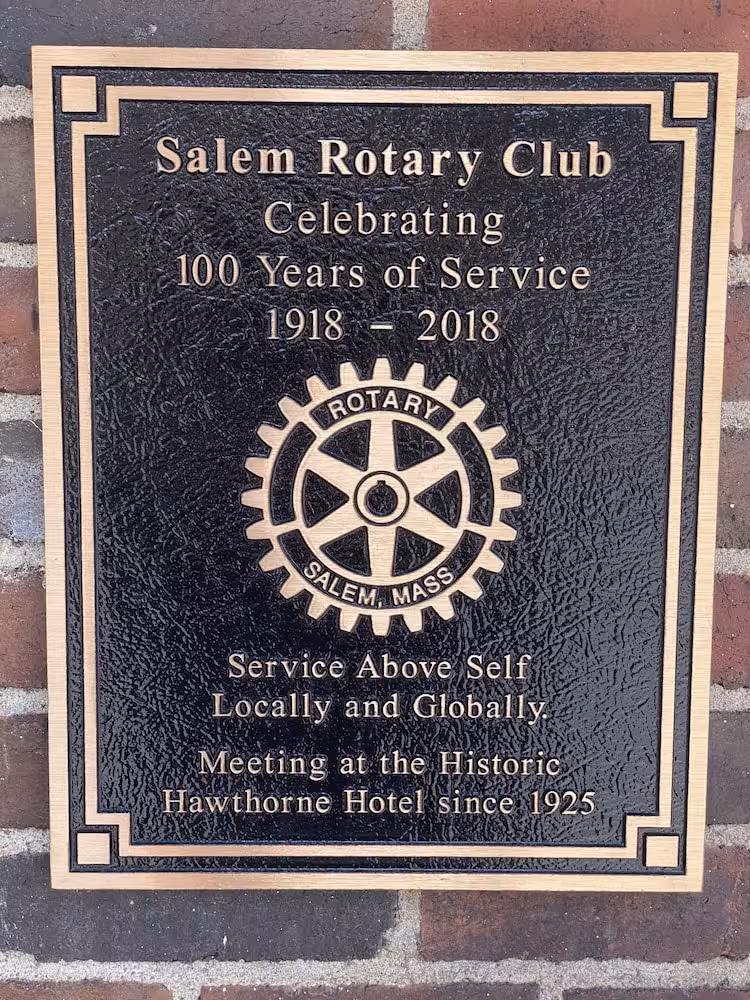 Salem Rotary Club
Celebrating
100 Years of Service
1918 – 2018
ROTARY
SALEM, MASS
Service Above Self
Locally and Globally.
Meeting at the Historic
Hawthorne Hotel since 1925